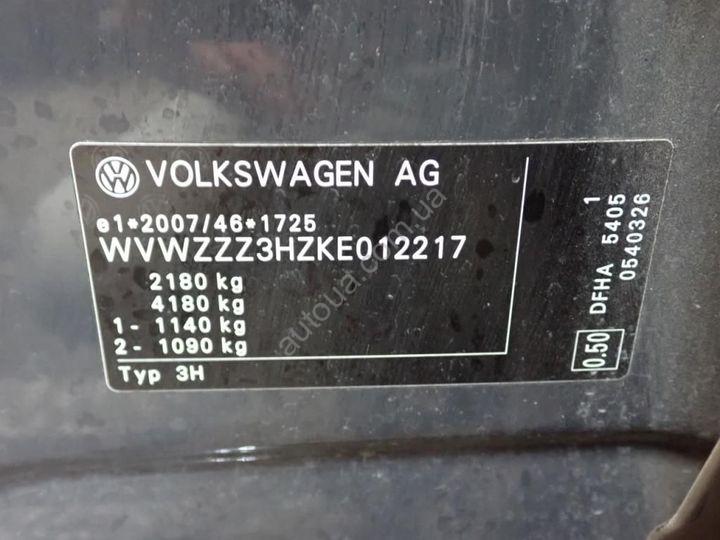 VOLKSWAGEN AG
e1*2007/46*1725
WVWZZZ3HZKE012217
2180 kg
4180 kg
1- 1140 kg
2- 1090 kg
Typ 3H
0.50 DFHA 5405 1
0540326
autoua.com.ua